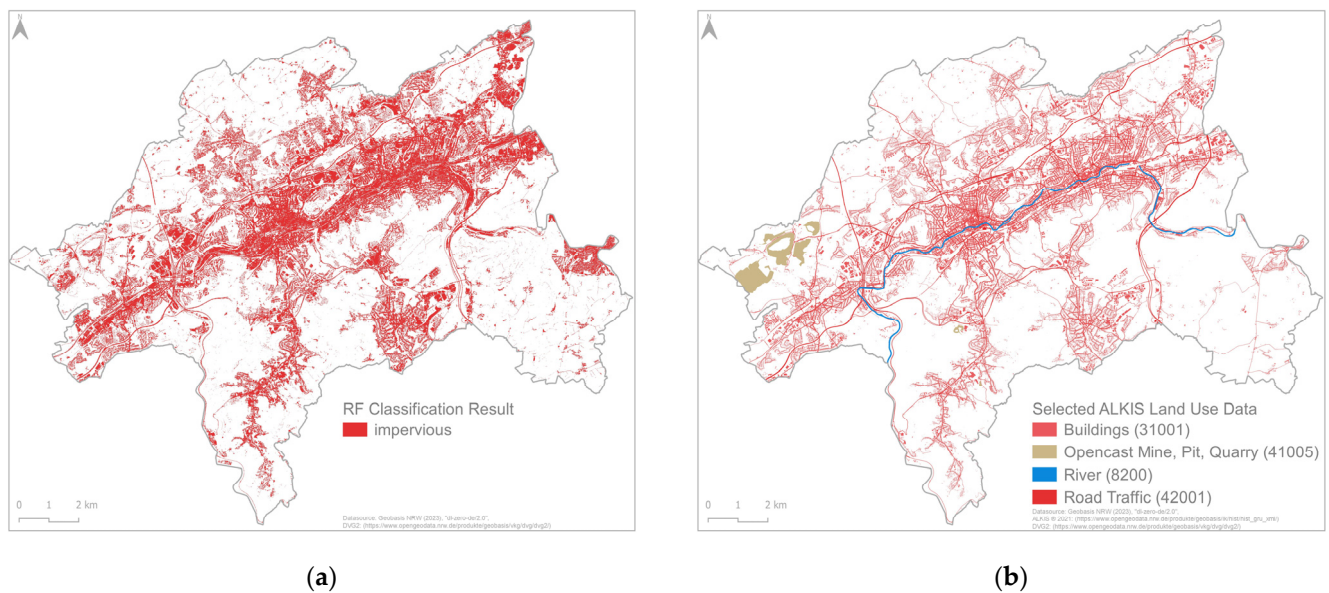 N
RF Classification Result
impervious
0 1 2 km
Datasource: Geobasis NRW (2023), "dl-zero-de/2.0",
DVG2: (https://www.opengeodata.nrw.de/produkte/geobasis/vkg/dvg/dvg2/)
(a)
N
Selected ALKIS Land Use Data
Buildings (31001)
Opencast Mine, Pit, Quarry (41005)
River (8200)
Road Traffic (42001)
0 1 2 km
Datasource: Geobasis NRW (2023), "dl-zero-de/2.0",
DVG2: (https://www.opengeodata.nrw.de/produkte/geobasis/vkg/dvg/dvg2/)
(b)